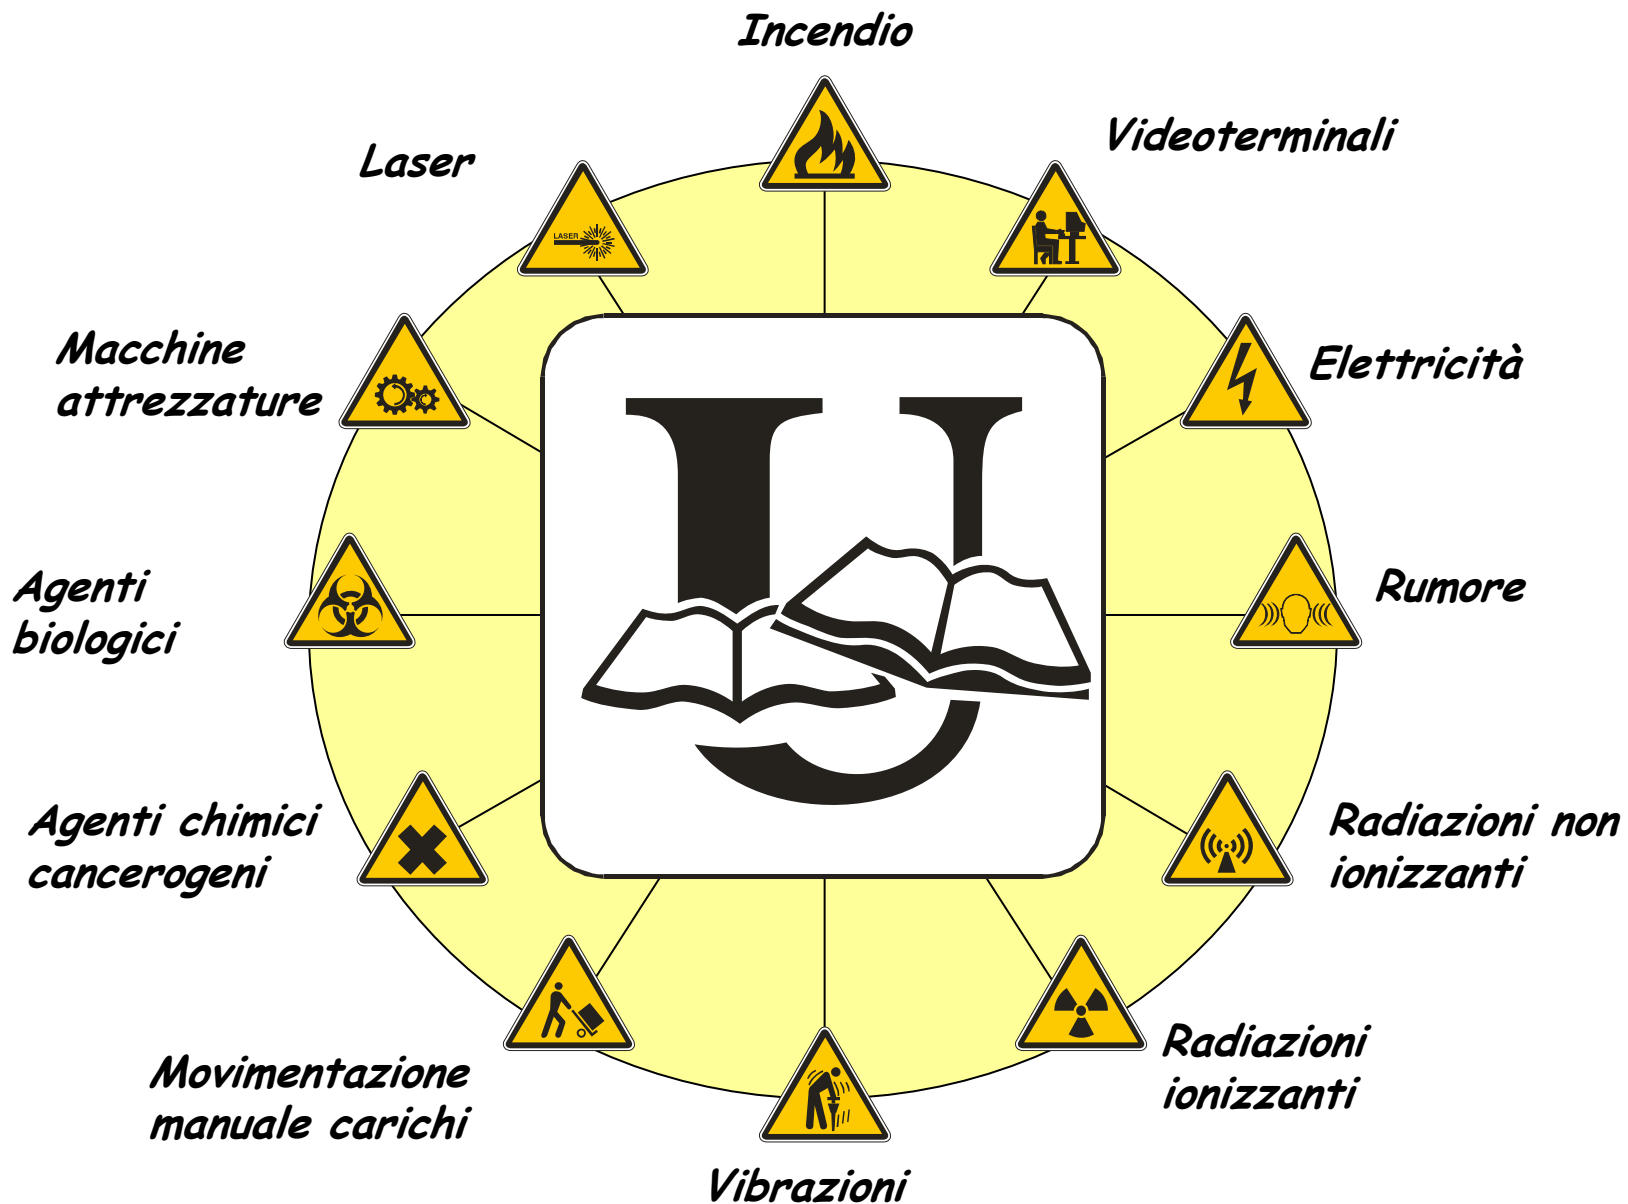 Incendio
Videoterminali
Laser
LASER
Macchine
attrezzature
Elettricità
Agenti
biologici
Rumore
Agenti chimici
cancerogeni
Radiazioni non
ionizzanti
Radiazioni
ionizzanti
Movimentazione
manuale carichi
Vibrazioni